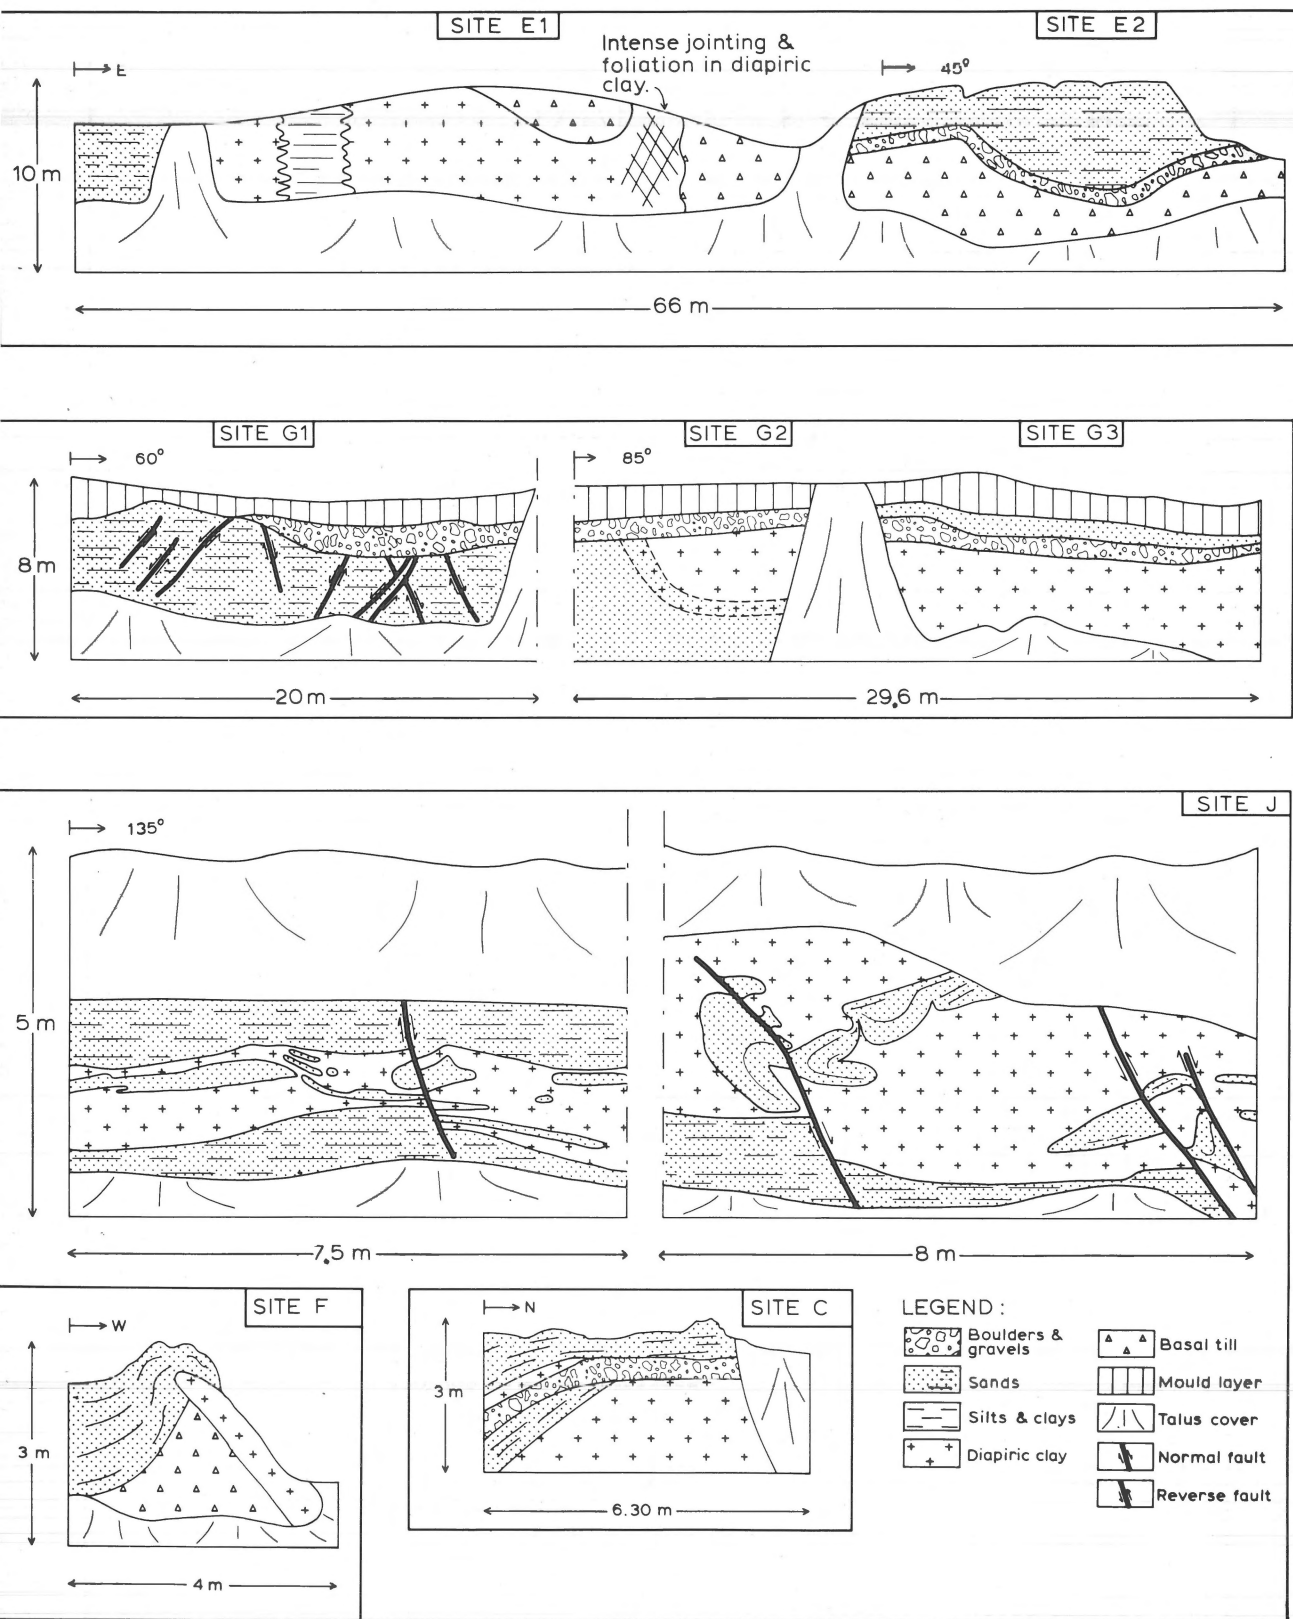 SITE E1
SITE E2
Intense jointing &
foliation in diapiric
clay.
E
45°
10 m
66 m
SITE G1
SITE G2
SITE G3
60°
85°
8 m
20 m
29.6 m
SITE J
135°
5 m
7.5 m
8 m
SITE F
W
3 m
4 m
SITE C
N
3 m
6.30 m
LEGEND :
Boulders &
gravels
Sands
Silts & clays
Diapiric clay
Basal till
Mould layer
Talus cover
Normal fault
Reverse fault